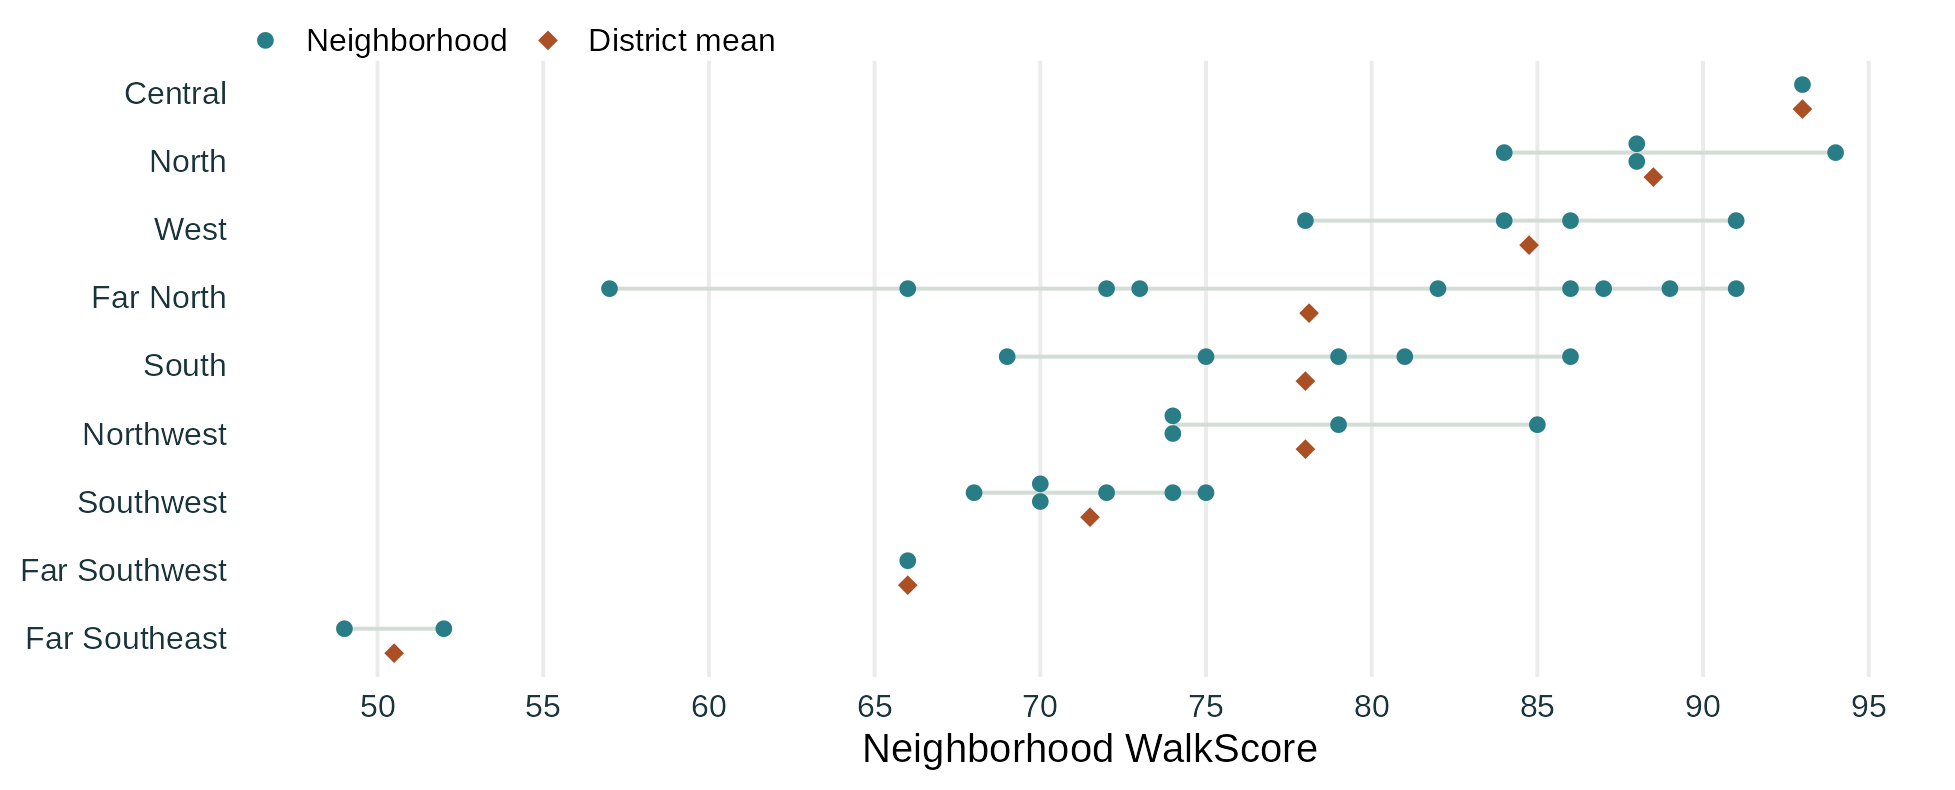 Neighborhood District mean
Central
North
West
Far North
South
Northwest
Southwest
Far Southwest
Far Southeast
50 55 60 65 70 75 80 85 90 95
Neighborhood WalkScore